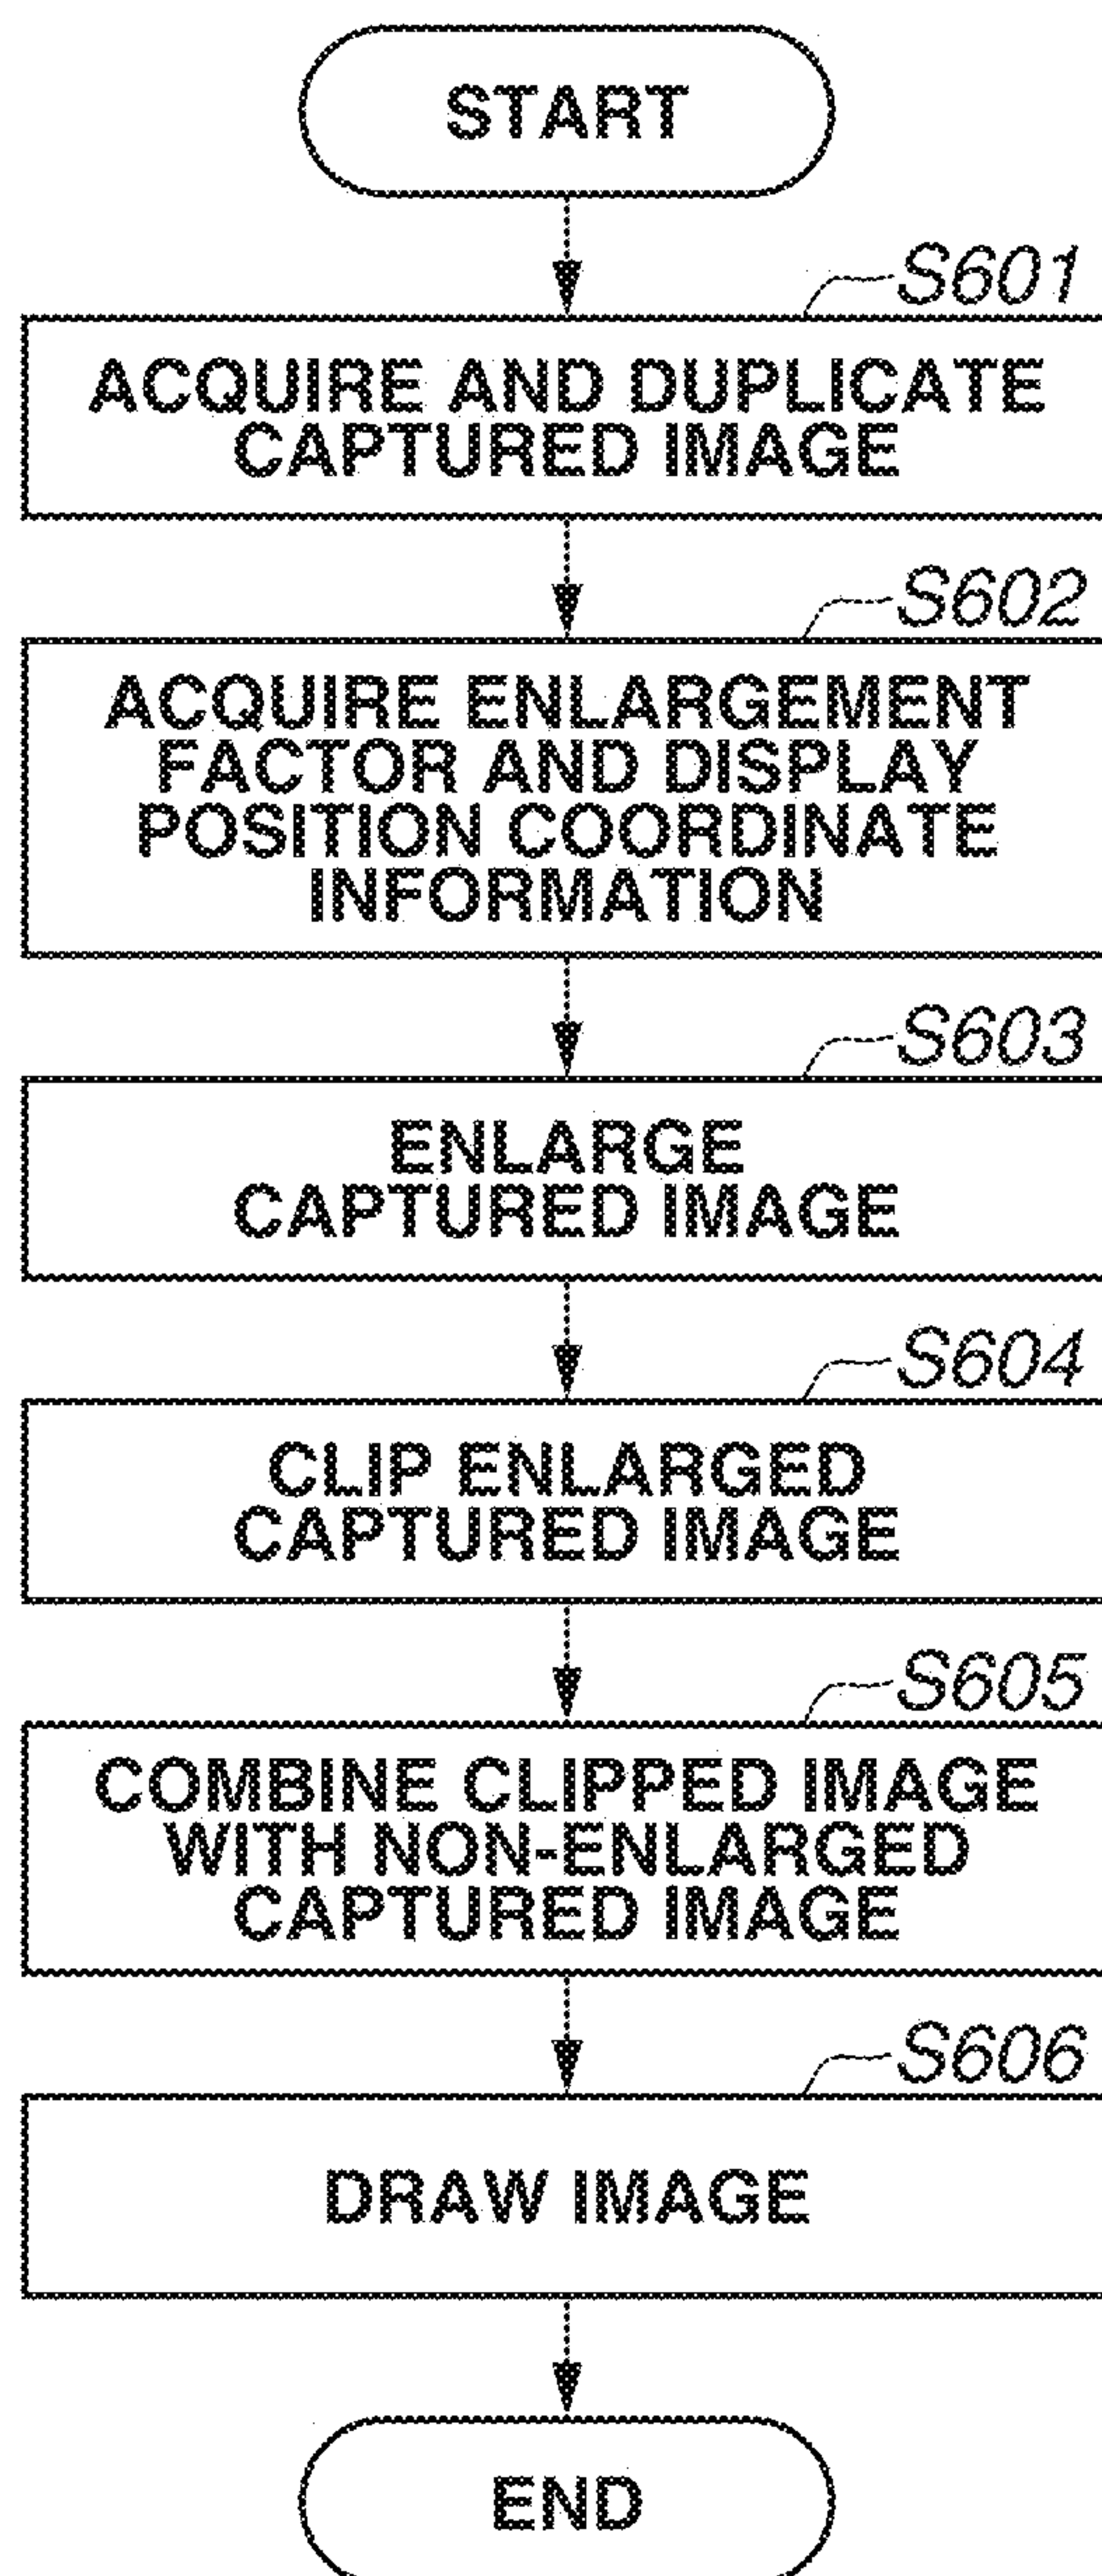 START
S601
ACQUIRE AND DUPLICATE
CAPTURED IMAGE
S602
ACQUIRE ENLARGEMENT
FACTOR AND DISPLAY
POSITION COORDINATE
INFORMATION
S603
ENLARGE
CAPTURED IMAGE
S604
CLIP ENLARGED
CAPTURED IMAGE
S605
COMBINE CLIPPED IMAGE
WITH NON-ENLARGED
CAPTURED IMAGE
S606
DRAW IMAGE
END